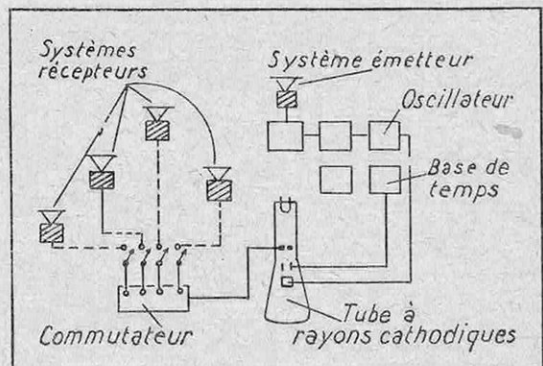 Systèmes
récepteurs
Système émetteur
Oscillateur
Base de
temps
Commutateur
Tube à
rayons cathodiques